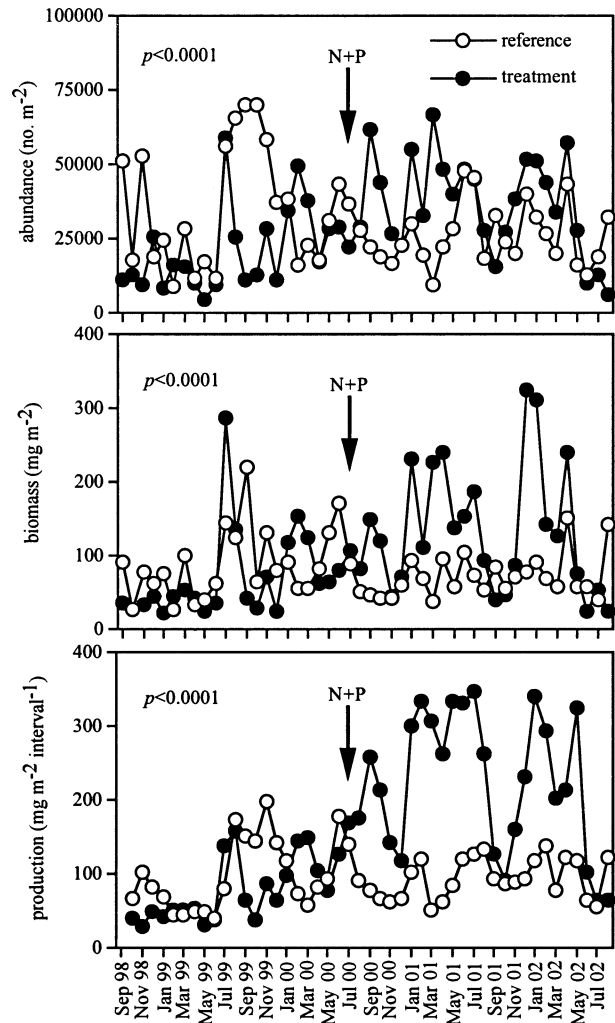 100000
75000
50000
25000
0
abundance (no. m-2)
p<0.0001
N+P
reference
treatment
400
300
200
100
0
biomass (mg m-2)
p<0.0001
N+P
400
300
200
100
0
production (mg m-2 interval-1)
p<0.0001
N+P
Sep 98
Nov 98
Jan 99
Mar 99
May 99
Jul 99
Sep 99
Nov 99
Jan 00
Mar 00
May 00
Jul 00
Sep 00
Nov 00
Jan 01
Mar 01
May 01
Jul 01
Sep 01
Nov 01
Jan 02
Mar 02
May 02
Jul 02